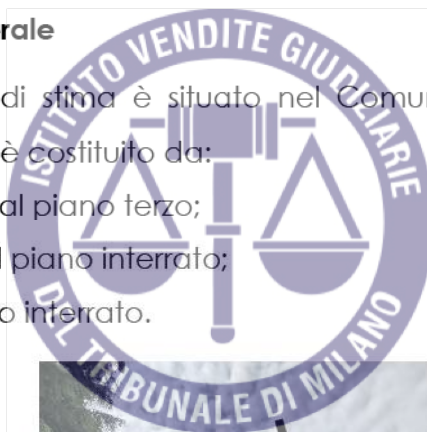 rale
di stima è situato nel Comu
è costituito da:
al piano terzo;
piano interrato;
o interrato.
ISTITUTO VENDITE GIUDIZIARIE
DEL TRIBUNALE DI MILANO